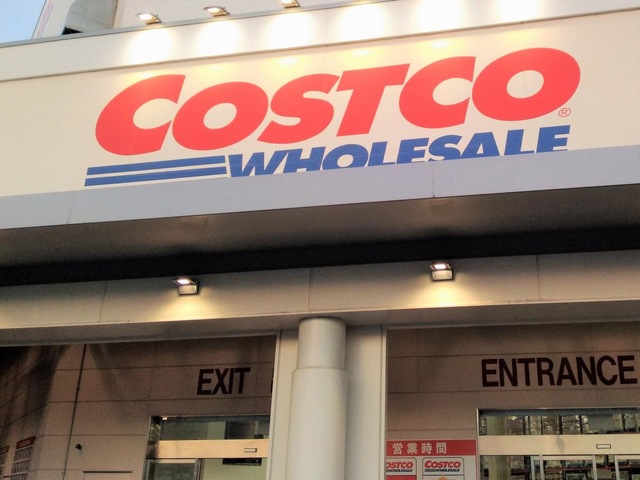 COSTCO®
WHOLESALE
EXIT
ENTRANCE
営業時間
COSTCO
COSTCO